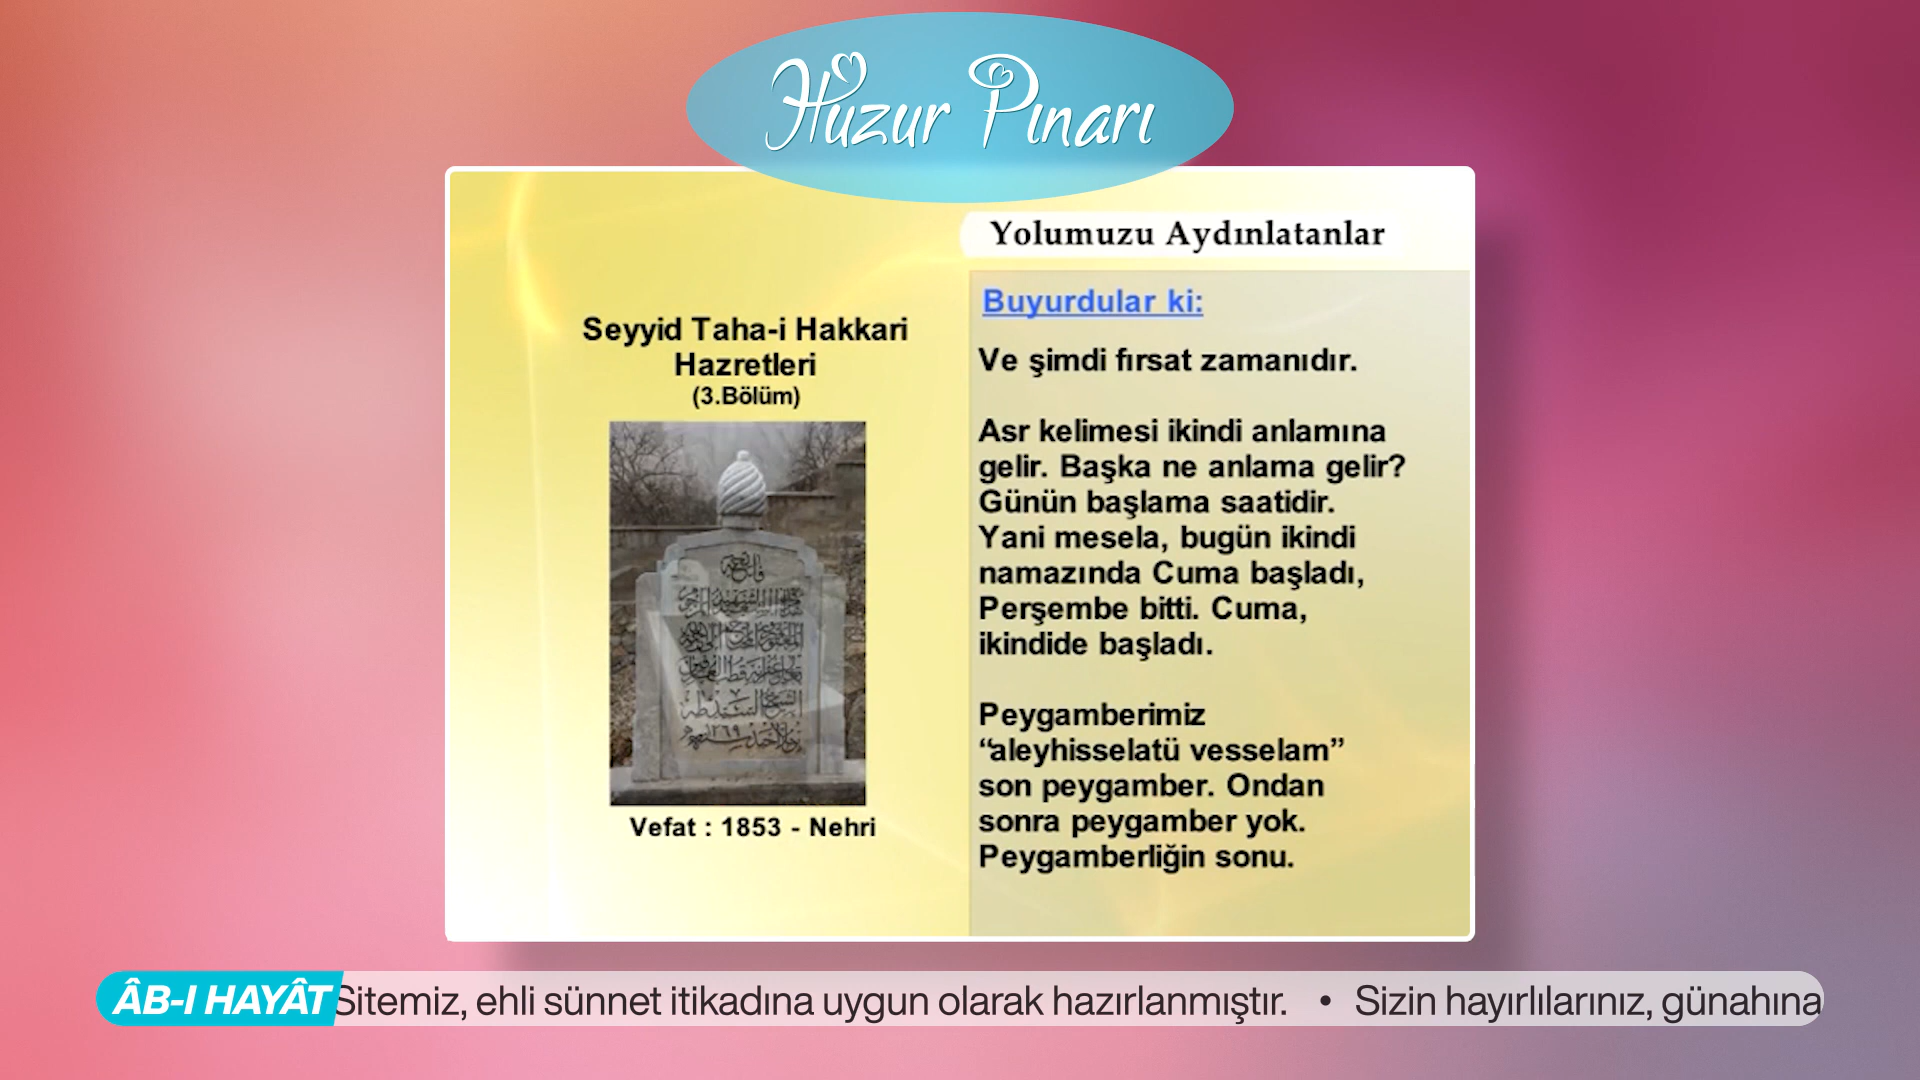 Huzur Pınarı
Yolumuzu Aydınlatanlar
Seyyid Taha-i Hakkari
Hazretleri
(3.Bölüm)
Vefat : 1853 - Nehri
Buyurdular ki:
Ve şimdi fırsat zamanıdır.
Asr kelimesi ikindi anlamına
gelir. Başka ne anlama gelir?
Günün başlama saatidir.
Yani mesela, bugün ikindi
namazında Cuma başladı,
Perşembe bitti. Cuma,
ikindide başladı.
Peygamberimiz
“aleyhisselatü vesselam”
son peygamber. Ondan
sonra peygamber yok.
Peygamberliğin sonu.
ÂB-I HAYÂT Sitemiz, ehli sünnet itikadına uygun olarak hazırlanmıştır. • Sizin hayırlılarınız, günahına